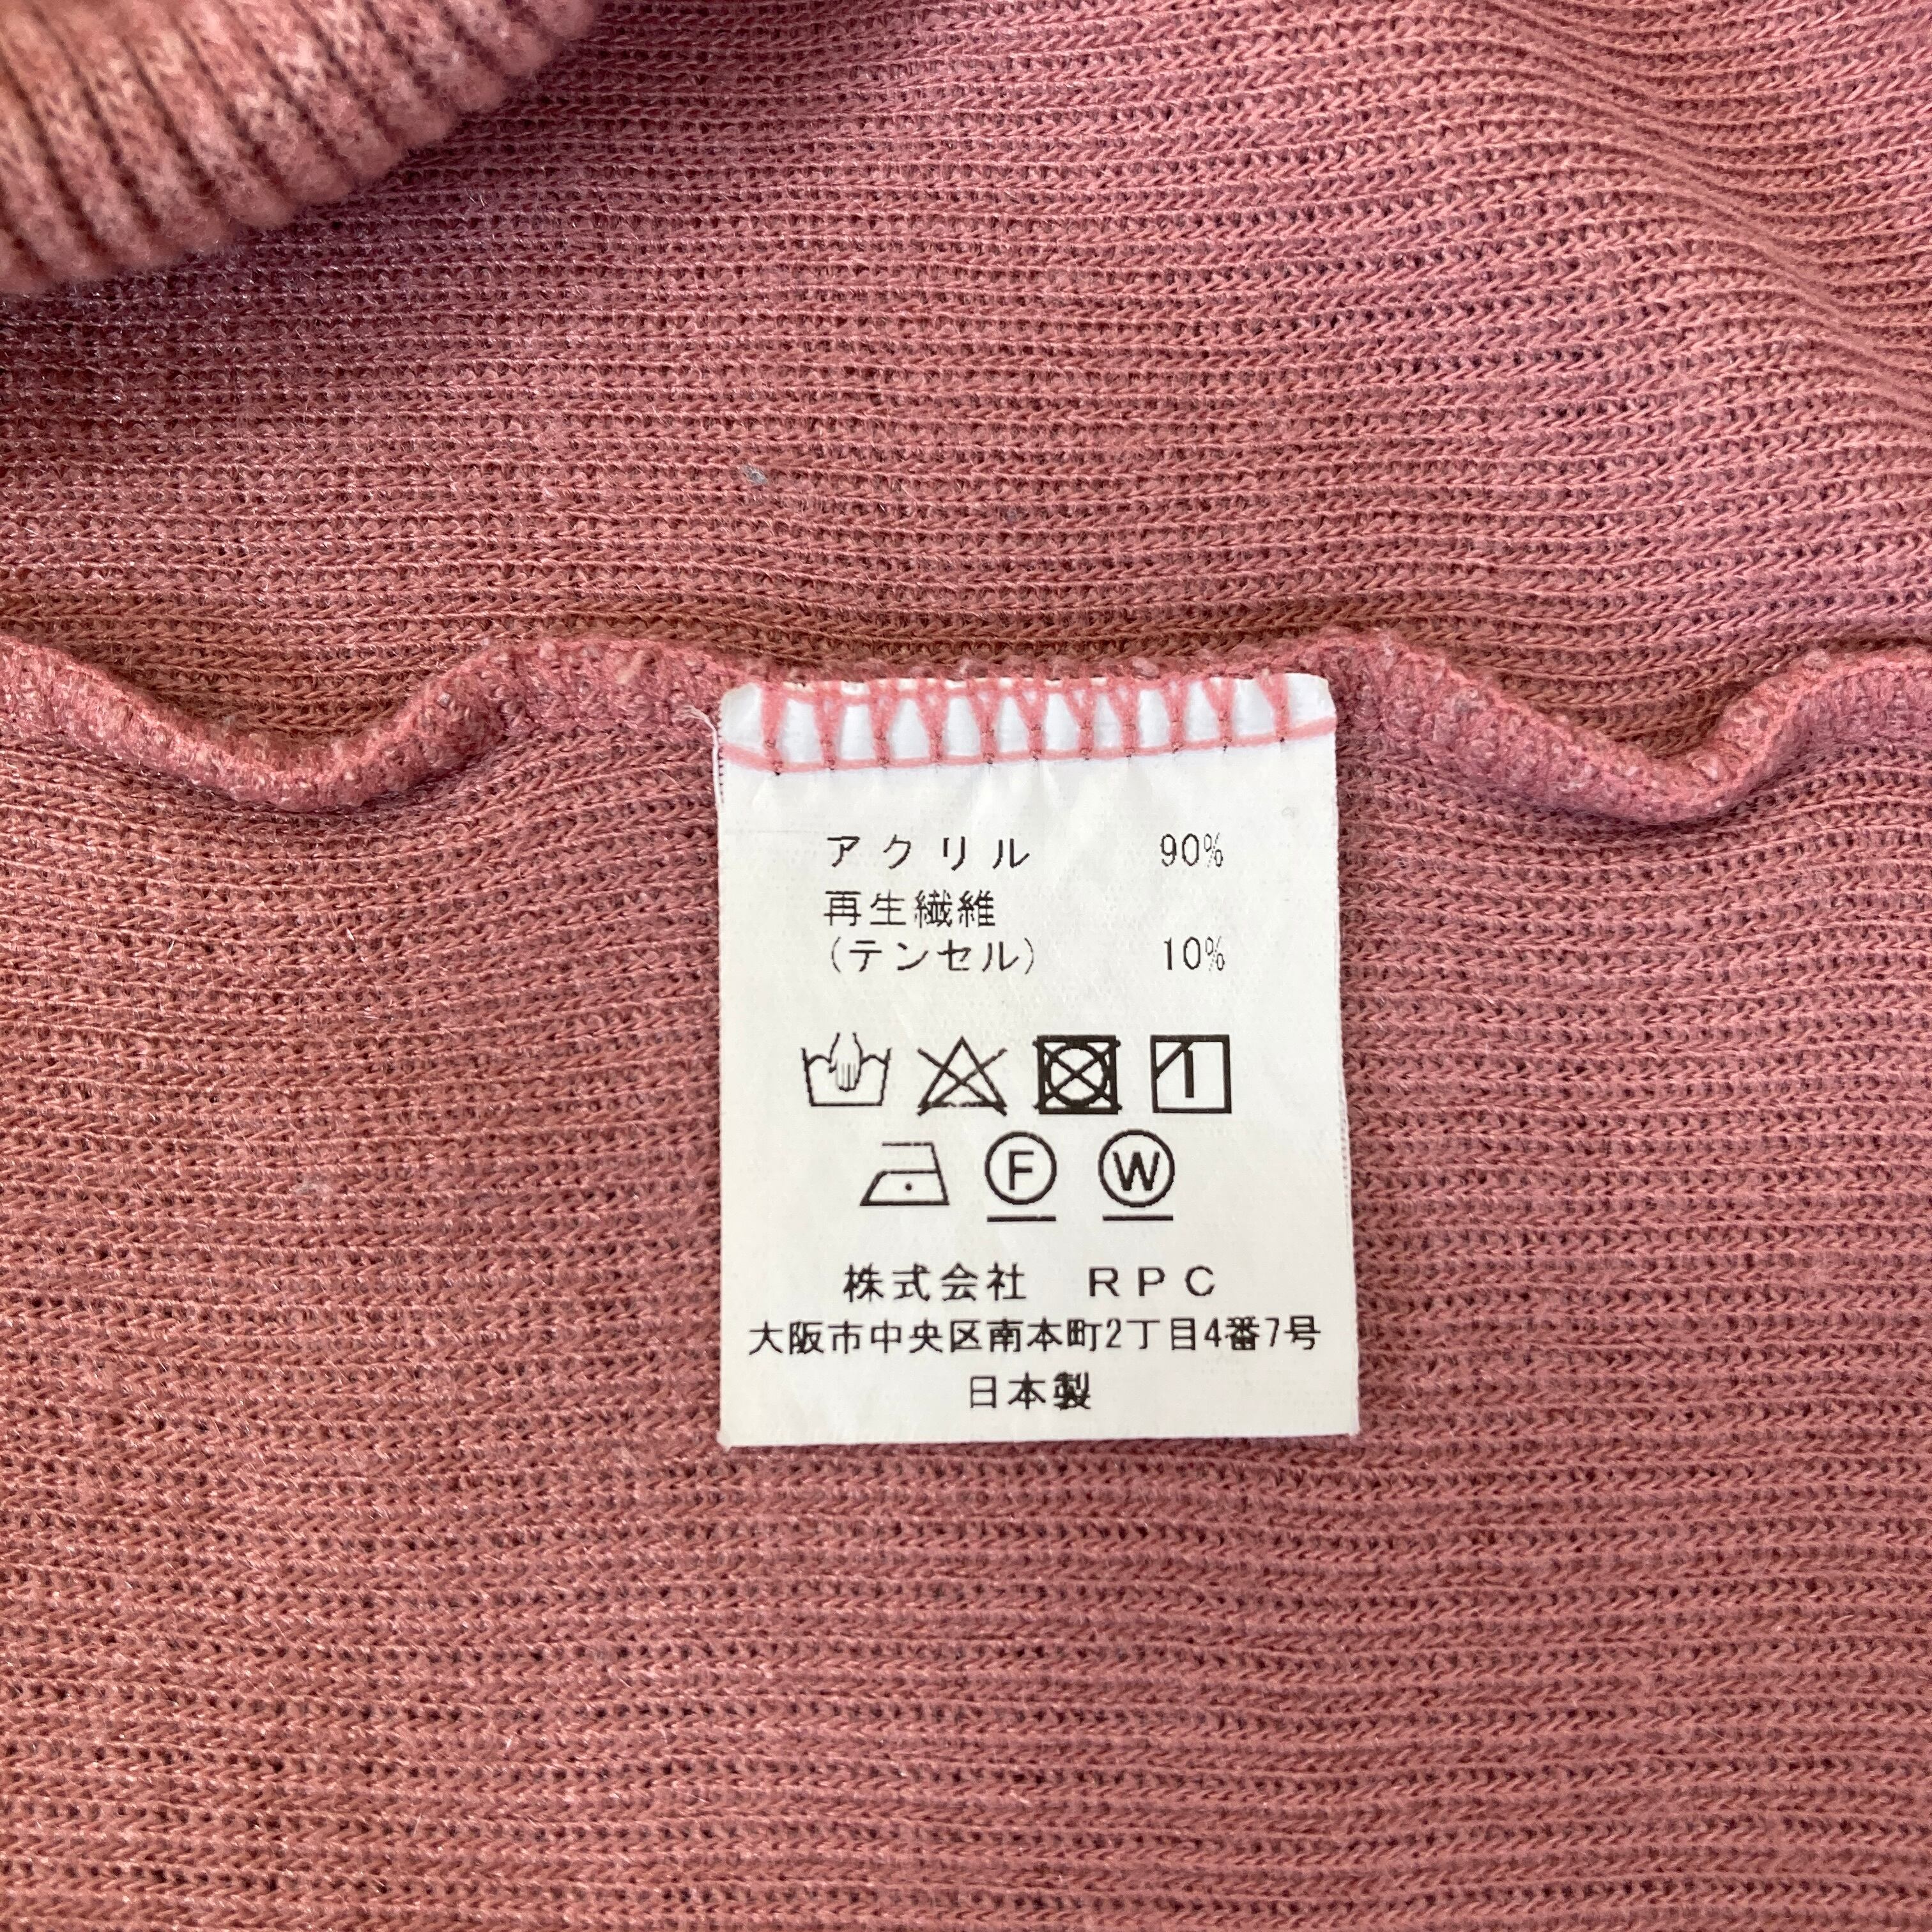 アクリル 90%
再生繊維
(テンセル) 10%
F W
株式会社 RPC
大阪市中央区南本町2丁目4番7号
日本製